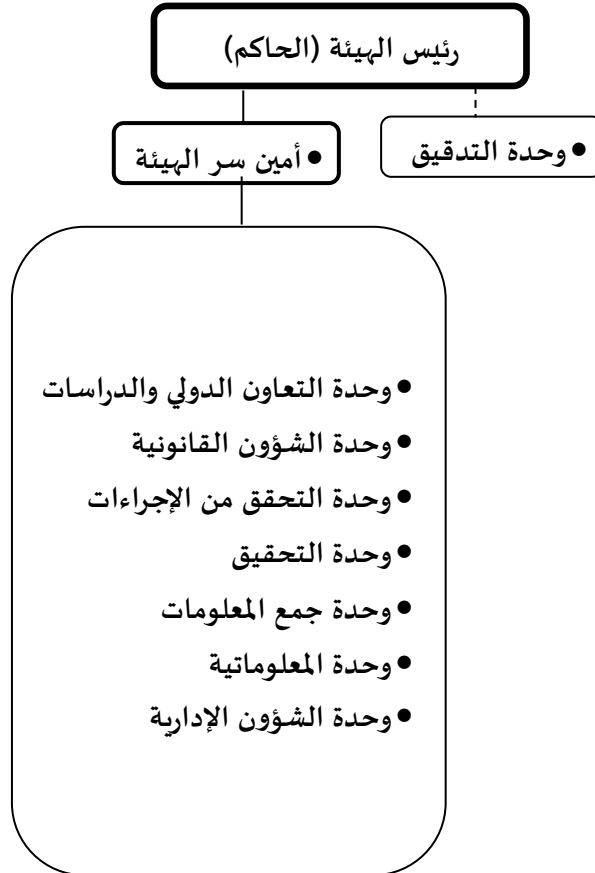 رئيس الهيئة (الحاكم)
● وحدة التدقيق
● أمين سر الهيئة
● وحدة التعاون الدولي والدراسات
● وحدة الشؤون القانونية
● وحدة التحقق من الإجراءات
● وحدة التحقيق
● وحدة جمع المعلومات
● وحدة المعلوماتية
● وحدة الشؤون الإدارية